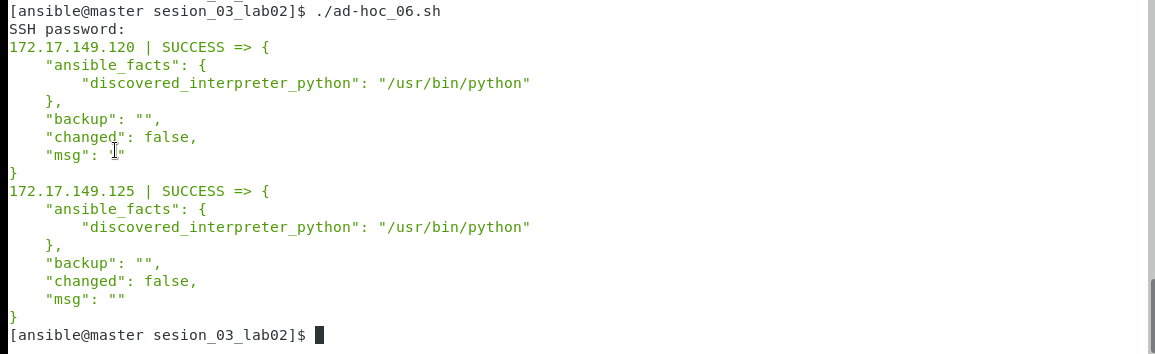 [ansible@master sesion_03_lab02]$ ./ad-hoc_06.sh
SSH password:
172.17.149.120 | SUCCESS => {
    "ansible_facts": {
        "discovered_interpreter_python": "/usr/bin/python"
    },
    "backup": "",
    "changed": false,
    "msg": ""
}
172.17.149.125 | SUCCESS => {
    "ansible_facts": {
        "discovered_interpreter_python": "/usr/bin/python"
    },
    "backup": "",
    "changed": false,
    "msg": ""
}
[ansible@master sesion_03_lab02]$